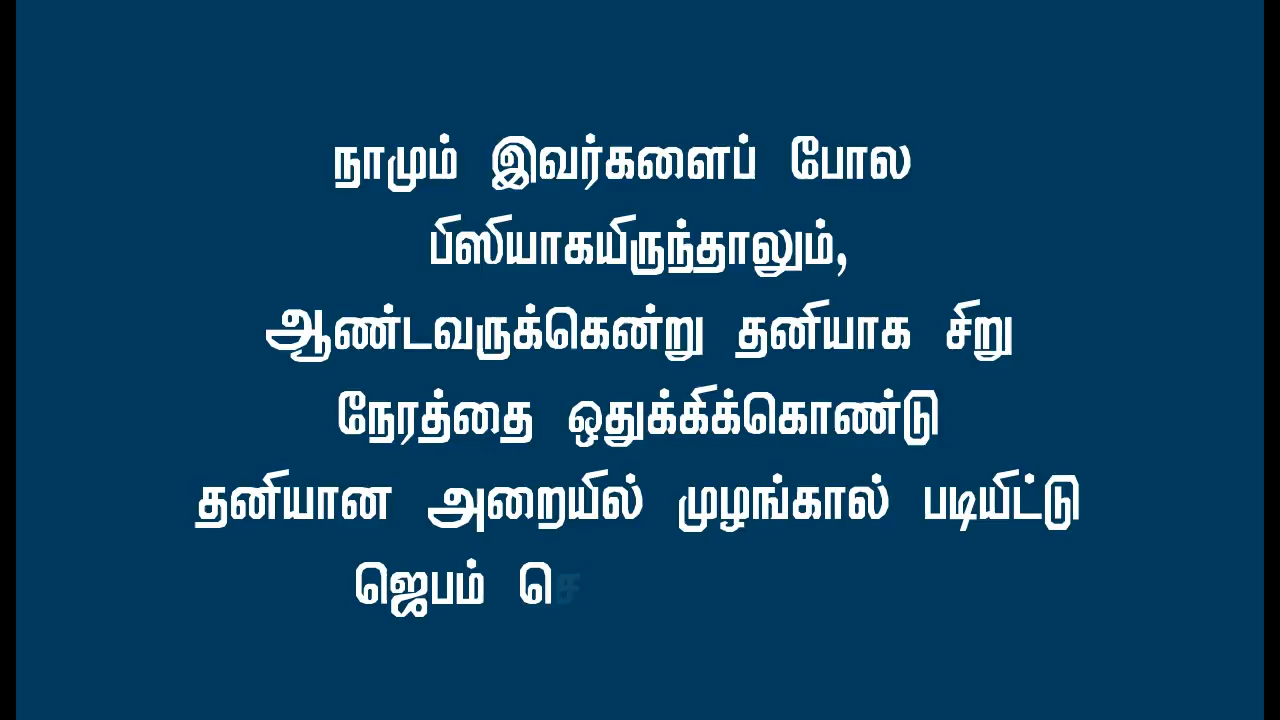 நாமும் இவர்களைப் போல
பிஸியாகயிருந்தாலும்,
ஆண்டவருக்கென்று தனியாக சிறு
நேரத்தை ஒதுக்கிக்கொண்டு
தனியான அறையில் முழங்கால் படியிட்டு
ஜெபம் செ